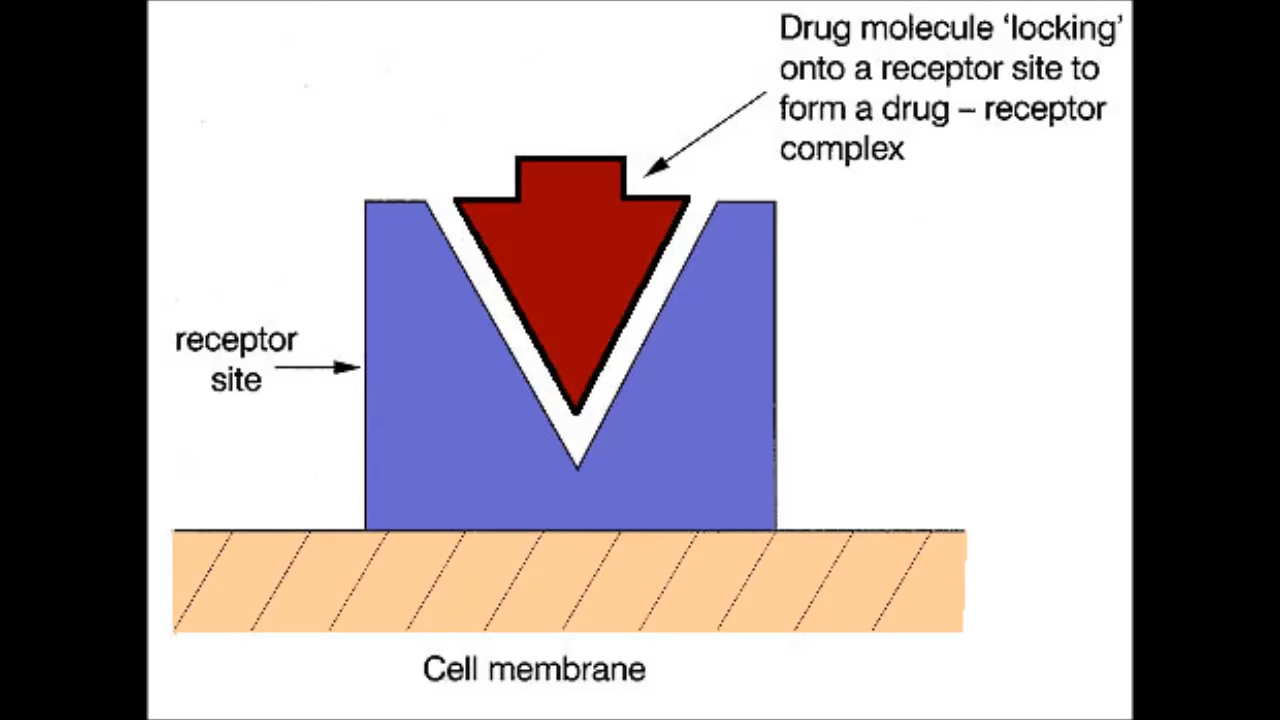 Drug molecule ‘locking’
onto a receptor site to
form a drug – receptor
complex
receptor
site
Cell membrane